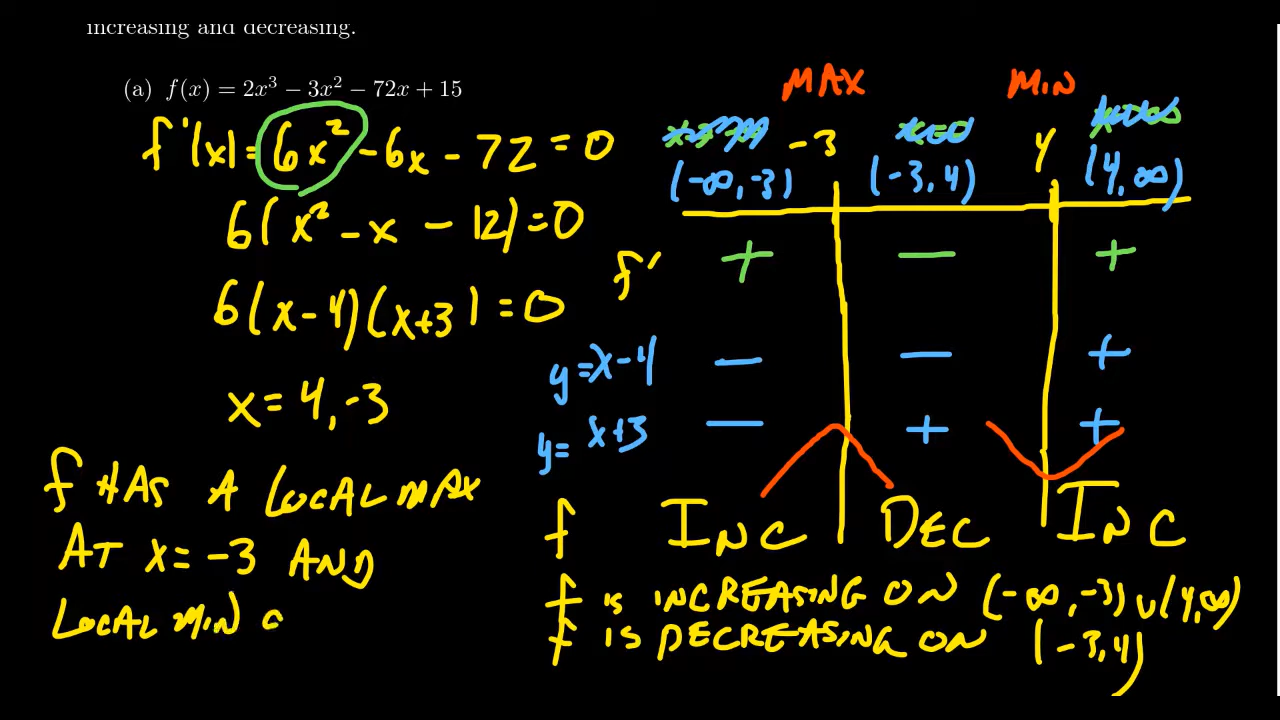 increasing and decreasing.
(a) f(x) = 2x³ − 3x² − 72x + 15
f'(x) = 6x² - 6x - 72 = 0
6(x² - x - 12) = 0
6(x-4)(x+3) = 0
x = 4, -3
f HAS A LOCAL MAX
AT x = -3 AND
LOCAL MIN
MAX MIN
-3 4
(-∞,-3) (-3,4) (4,∞)
f' + − +
y = x-4 − − +
y = x+3 − + +
f INC DEC INC
f IS INCREASING ON (-∞,-3) ∪ (4,∞)
f IS DECREASING ON (-3,4)